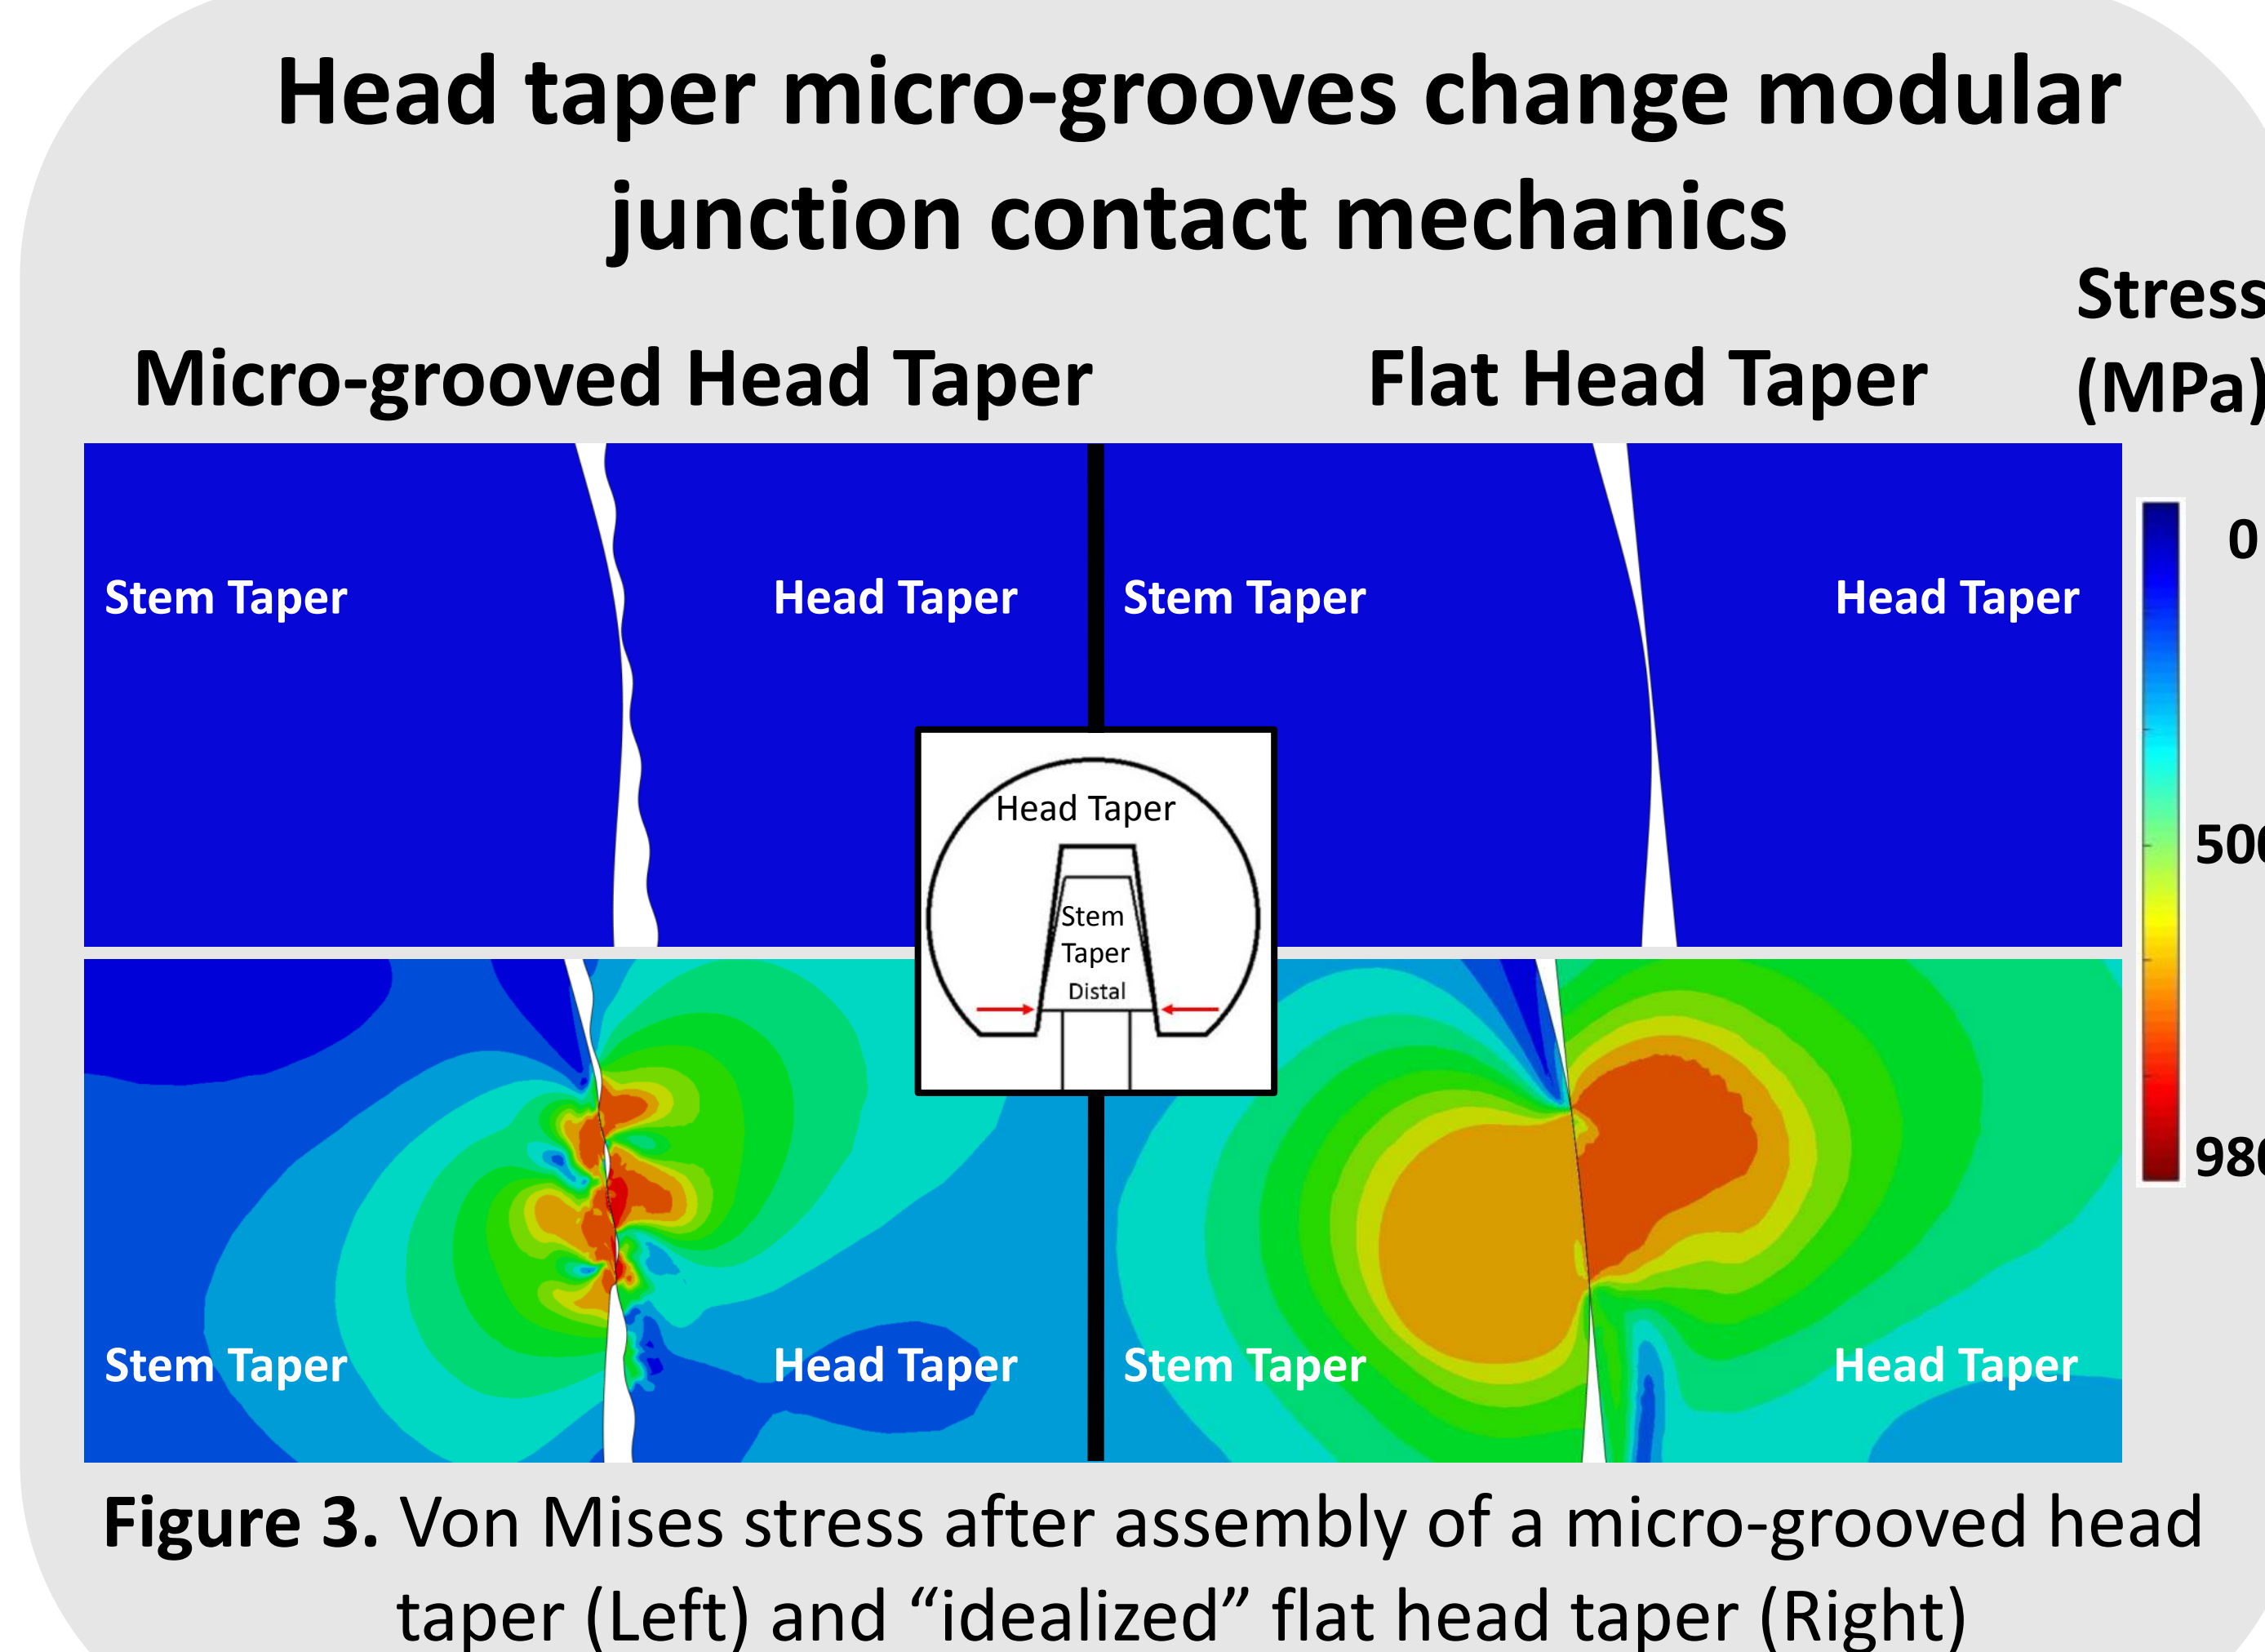 Head taper micro-grooves change modular
junction contact mechanics
Stress
(MPa)
Micro-grooved Head Taper
Flat Head Taper
Stem Taper
Head Taper
Stem Taper
Head Taper
0
500
980
Head Taper
Stem
Taper
Distal
Stem Taper
Head Taper
Stem Taper
Head Taper
Figure 3. Von Mises stress after assembly of a micro-grooved head
taper (Left) and “idealized” flat head taper (Right)